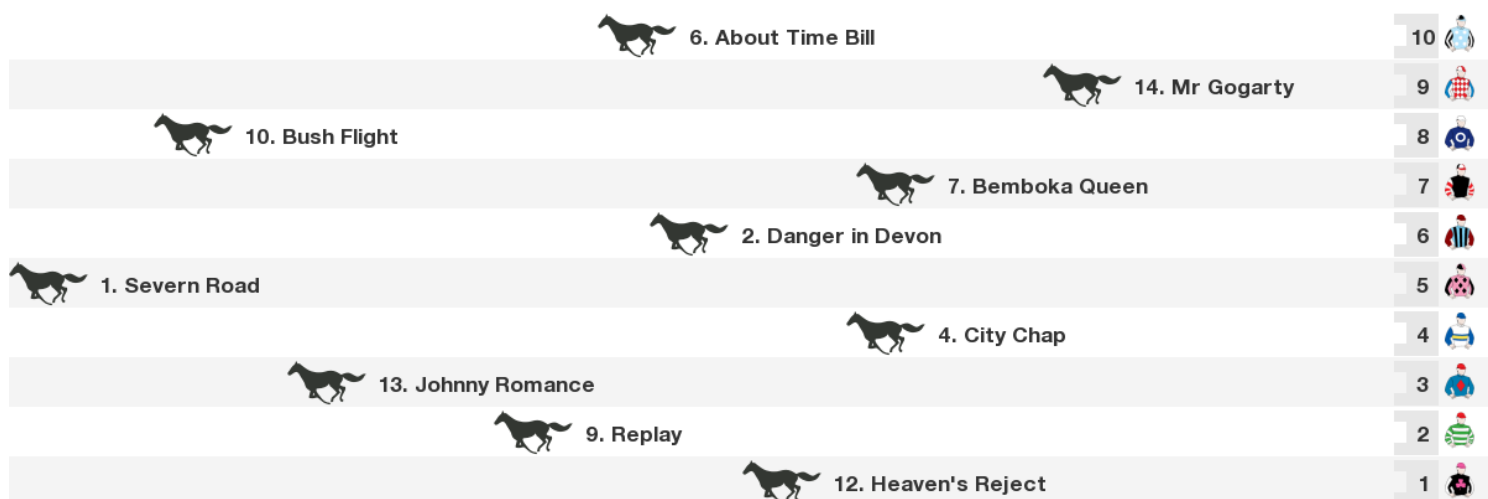 6. About Time Bill 10
14. Mr Gogarty 9
10. Bush Flight 8
7. Bemboka Queen 7
2. Danger in Devon 6
1. Severn Road 5
4. City Chap 4
13. Johnny Romance 3
9. Replay 2
12. Heaven's Reject 1